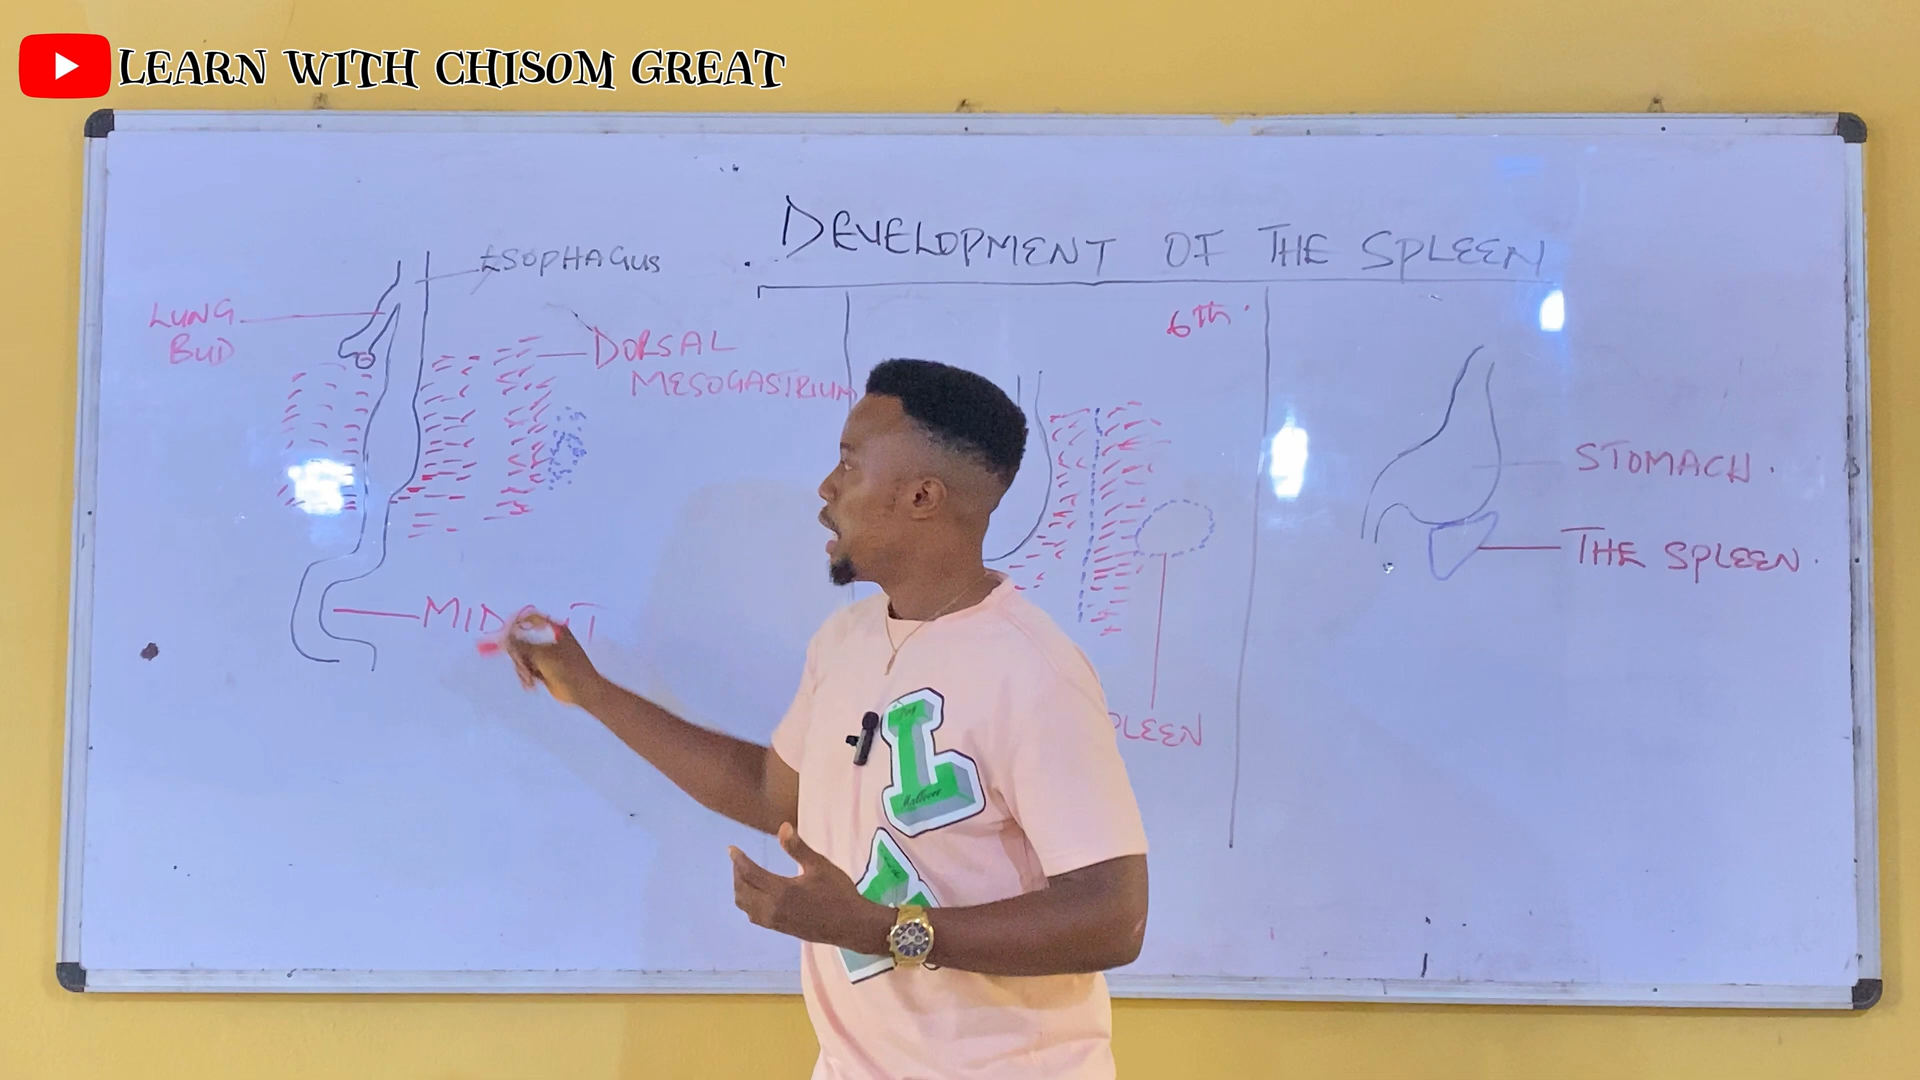 LEARN WITH CHISOM GREAT
DEVELOPMENT OF THE SPLEEN
ESOPHAGUS
LUNG
BUD
DORSAL
MESOGASTRIUM
6th.
STOMACH.
THE SPLEEN.
MIDGUT
PLEEN
L